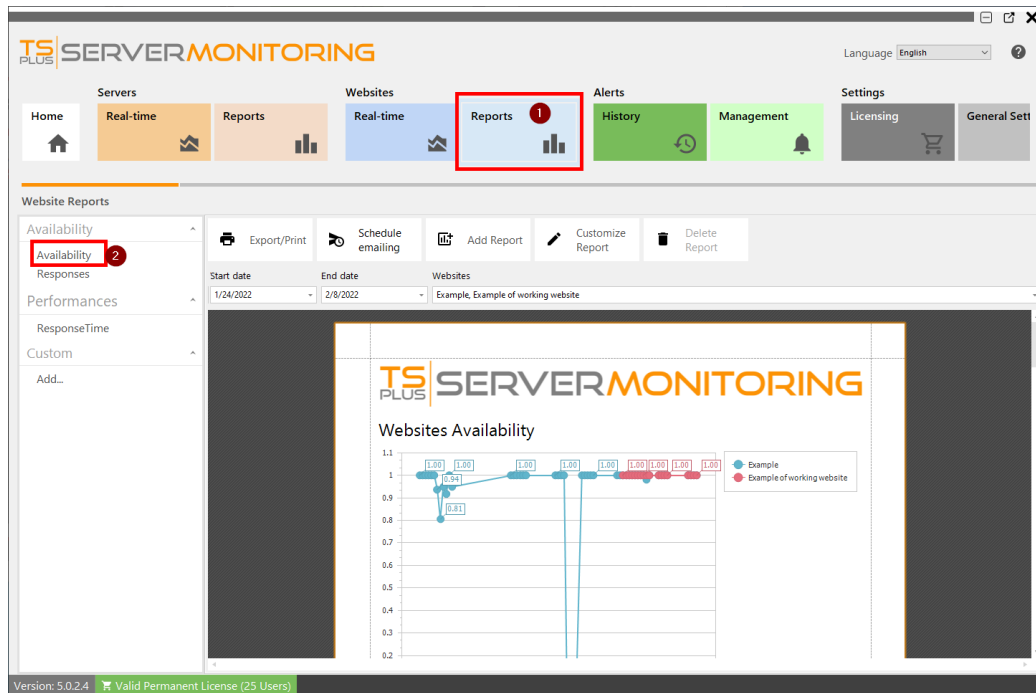 TS PLUS SERVERMONITORING
Language English
Servers
Websites
Alerts
Settings
Home
Real-time
Reports
Real-time
Reports
1
History
Management
Licensing
General Sett
Website Reports
Availability
Availability
2
Responses
Performances
ResponseTime
Custom
Add...
Export/Print
Schedule
emailing
Add Report
Customize
Report
Delete
Report
Start date
End date
Websites
1/24/2022
2/8/2022
Example, Example of working website
TS PLUS SERVERMONITORING
Websites Availability
1.1
1
0.9
0.8
0.7
0.6
0.5
0.4
0.3
0.2
1.00
1.00
1.00
1.00
1.00
1.00
1.00
1.00
1.00
0.94
0.81
Example
Example of working website
Version: 5.0.2.4
Valid Permanent License (25 Users)